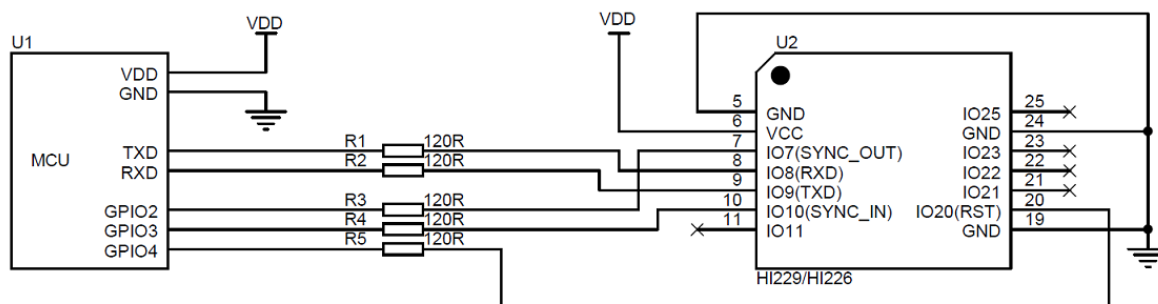 VDD
VDD
U1
U2
VDD
GND
MCU
TXD
RXD
GPIO2
GPIO3
GPIO4
R1 120R
R2 120R
R3 120R
R4 120R
R5 120R
5 GND
6 VCC
7 IO7(SYNC_OUT)
8 IO8(RXD)
9 IO9(TXD)
10 IO10(SYNC_IN)
11 IO11
IO25 25
GND 24
IO23 23
IO22 22
IO21 21
IO20(RST) 20
GND 19
HI229/HI226